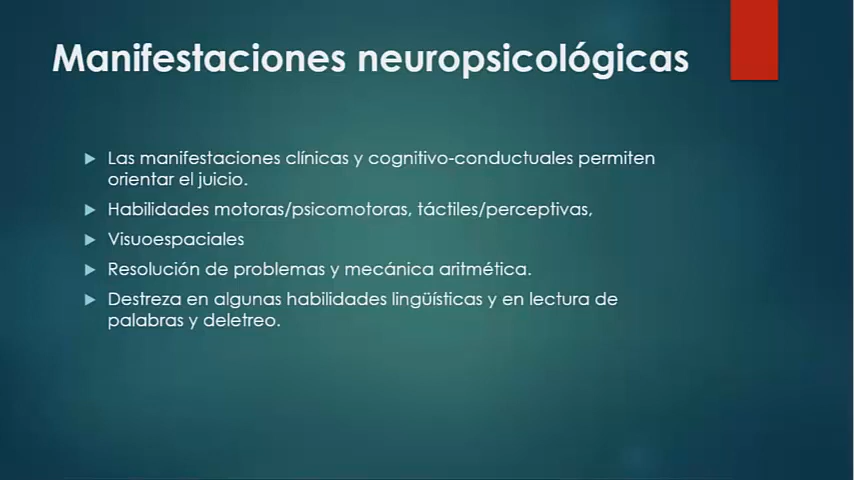 Manifestaciones neuropsicológicas
Las manifestaciones clínicas y cognitivo-conductuales permiten
orientar el juicio.
Habilidades motoras/psicomotoras, táctiles/perceptivas,
Visuoespaciales
Resolución de problemas y mecánica aritmética.
Destreza en algunas habilidades lingüísticas y en lectura de
palabras y deletreo.